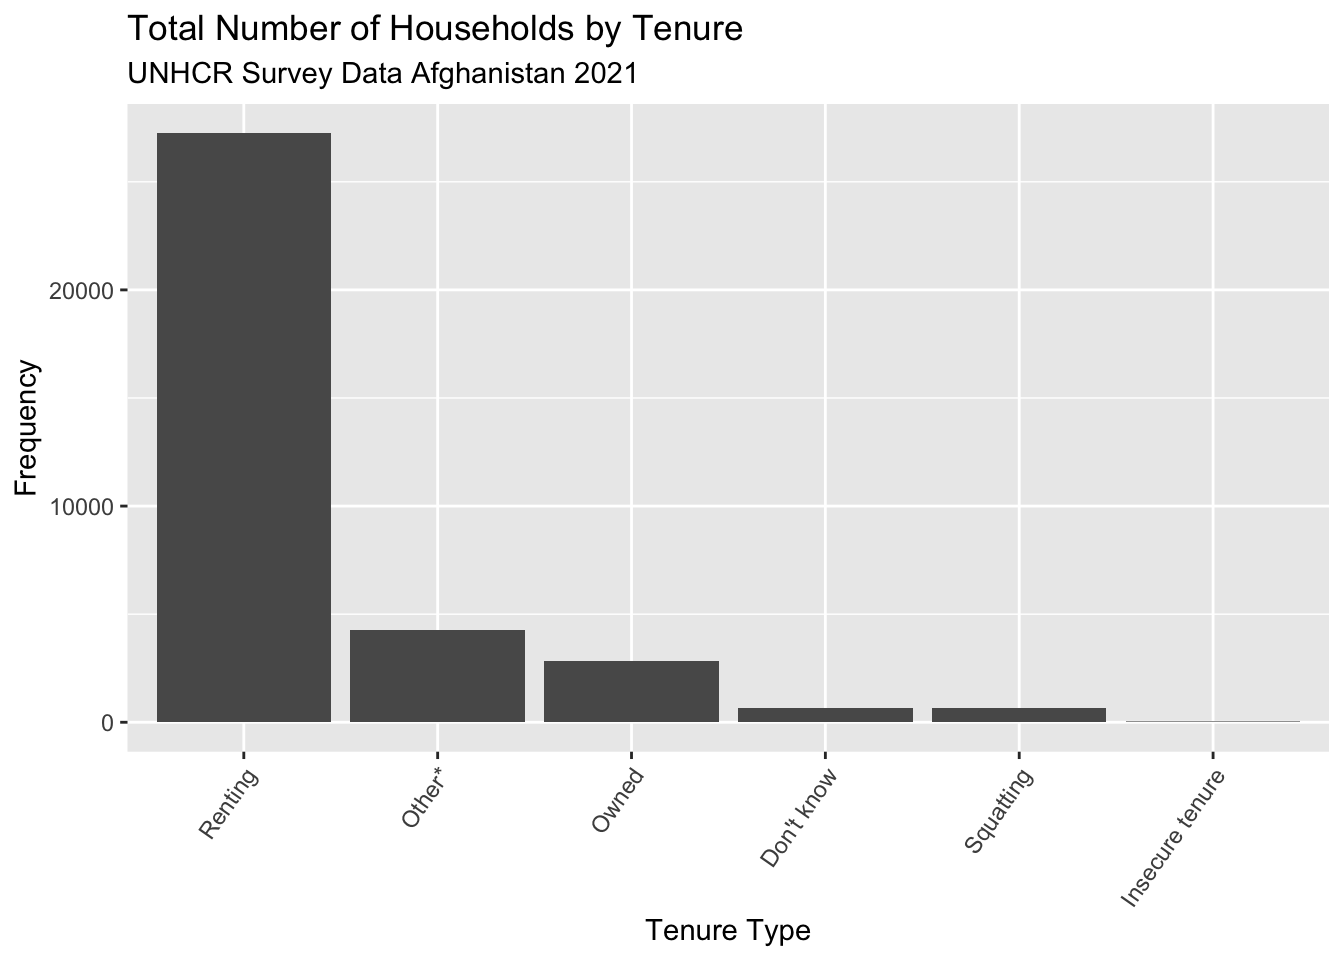 Total Number of Households by Tenure
UNHCR Survey Data Afghanistan 2021
Frequency
20000
10000
0
Renting
Other*
Owned
Don't know
Squatting
Insecure tenure
Tenure Type